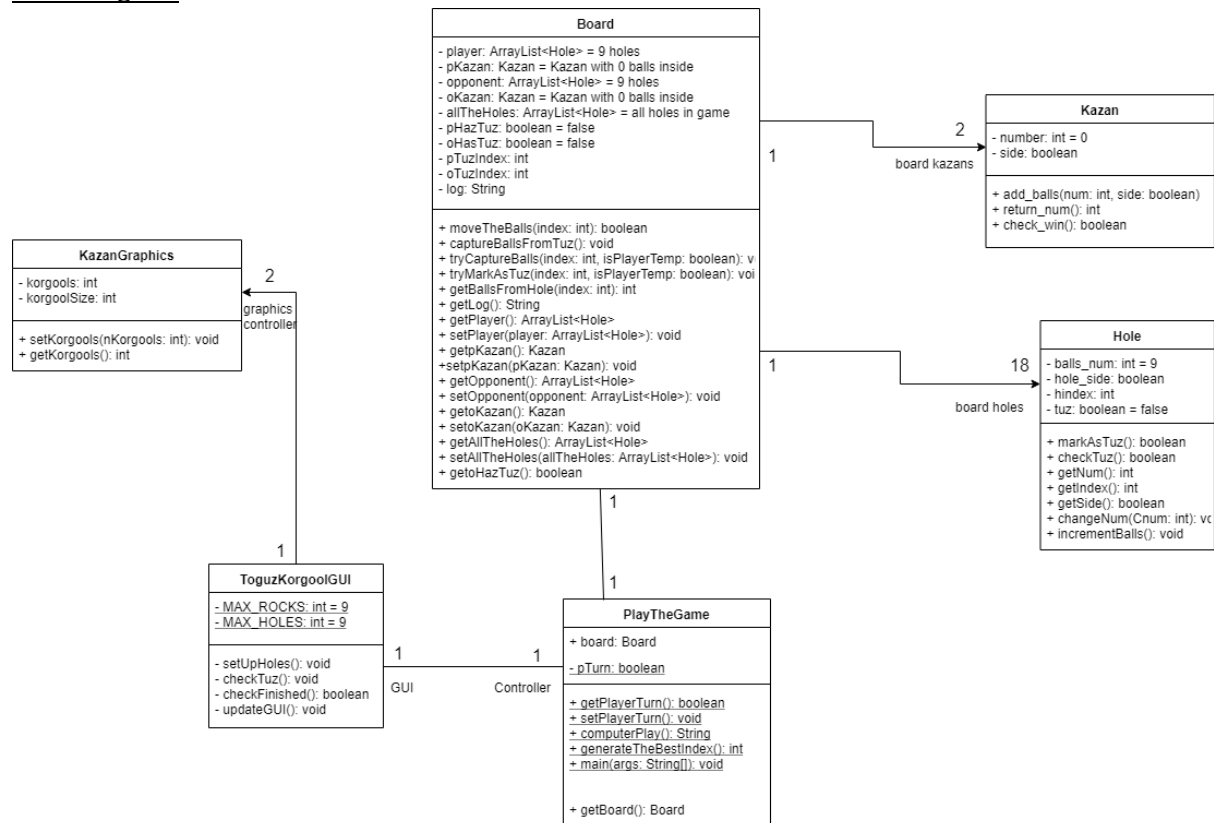 Board
- player: ArrayList<Hole> = 9 holes
- pKazan: Kazan = Kazan with 0 balls inside
- opponent: ArrayList<Hole> = 9 holes
- oKazan: Kazan = Kazan with 0 balls inside
- allTheHoles: ArrayList<Hole> = all holes in game
- pHazTuz: boolean = false
- oHasTuz: boolean = false
- pTuzIndex: int
- oTuzIndex: int
- log: String
+ moveTheBalls(index: int): boolean
+ captureBallsFromTuz(): void
+ tryCaptureBalls(index: int, isPlayerTemp: boolean): v
+ tryMarkAsTuz(index: int, isPlayerTemp: boolean): voi
+ getBallsFromHole(index: int): int
+ getLog(): String
+ getPlayer(): ArrayList<Hole>
+ setPlayer(player: ArrayList<Hole>): void
+ getpKazan(): Kazan
+setpKazan(pKazan: Kazan): void
+ getOpponent(): ArrayList<Hole>
+ setOpponent(opponent: ArrayList<Hole>): void
+ getoKazan(): Kazan
+ setoKazan(oKazan: Kazan): void
+ getAllTheHoles(): ArrayList<Hole>
+ setAllTheHoles(allTheHoles: ArrayList<Hole>): void
+ getoHazTuz(): boolean
1
2
board kazans
Kazan
- number: int = 0
- side: boolean
+ add_balls(num: int, side: boolean)
+ return_num(): int
+ check_win(): boolean
1
18
board holes
Hole
- balls_num: int = 9
- hole_side: boolean
- hindex: int
- tuz: boolean = false
+ markAsTuz(): boolean
+ checkTuz(): boolean
+ getNum(): int
+ getIndex(): int
+ getSide(): boolean
+ changeNum(Cnum: int): vo
+ incrementBalls(): void
KazanGraphics
- korgools: int
- korgoolSize: int
+ setKorgools(nKorgools: int): void
+ getKorgools(): int
2
graphics
controller
1
ToguzKorgoolGUI
- MAX_ROCKS: int = 9
- MAX_HOLES: int = 9
- setUpHoles(): void
- checkTuz(): void
- checkFinished(): boolean
- updateGUI(): void
1
GUI
1
Controller
1
1
PlayTheGame
+ board: Board
- pTurn: boolean
+ getPlayerTurn(): boolean
+ setPlayerTurn(): void
+ computerPlay(): String
+ generateTheBestIndex(): int
+ main(args: String[]): void
+ getBoard(): Board